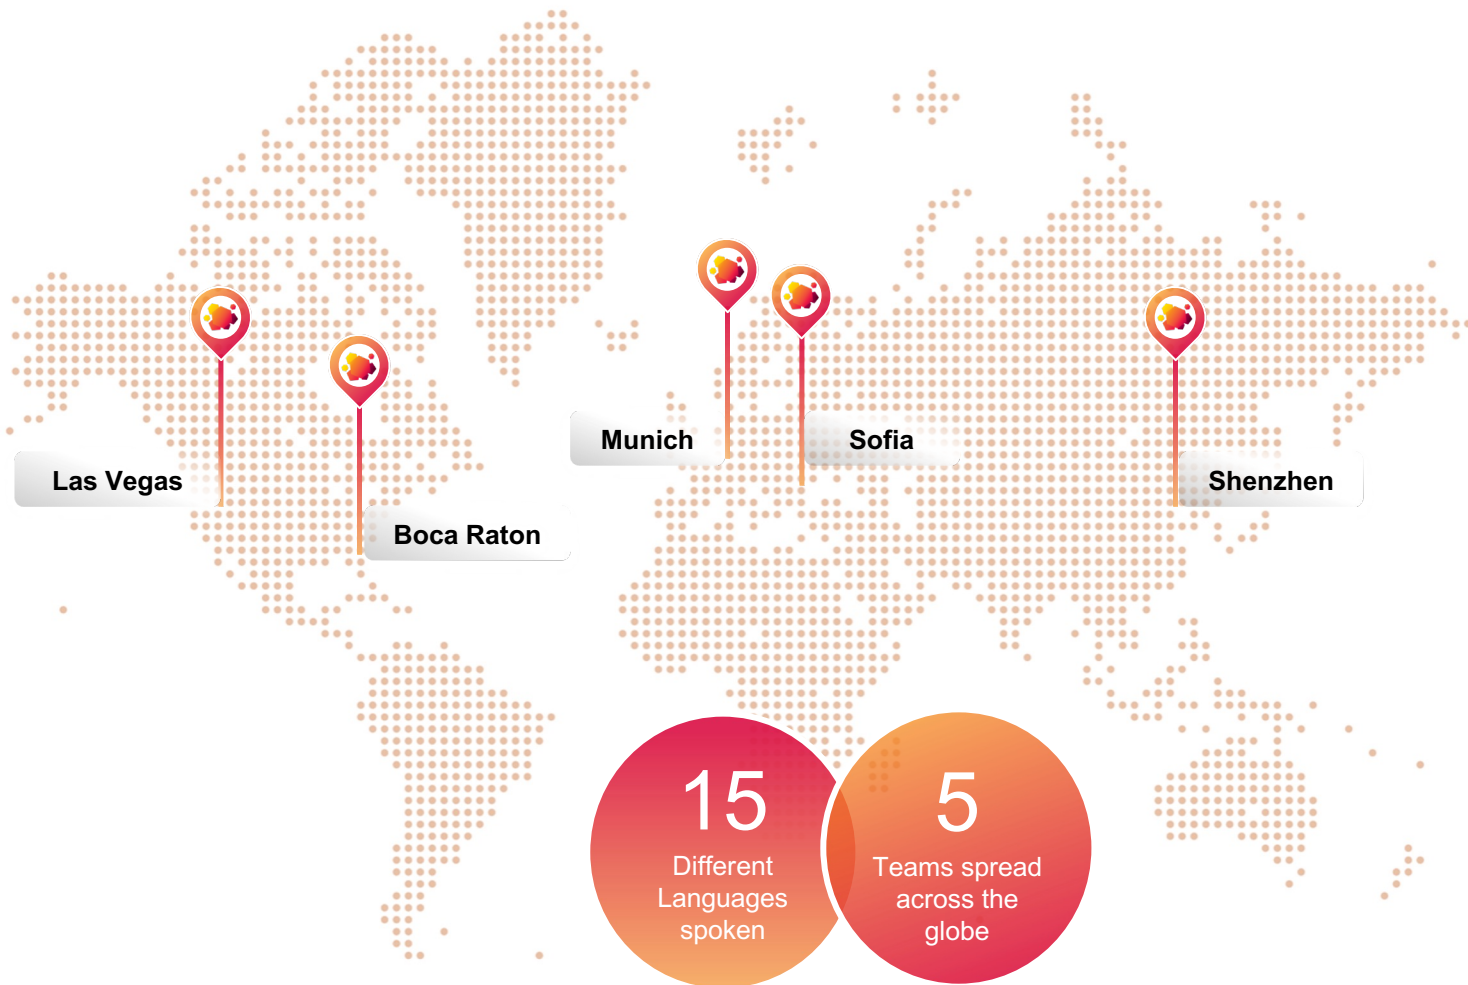 Munich
Sofia
Las Vegas
Shenzhen
Boca Raton
15
Different
Languages
spoken
5
Teams spread
across the
globe